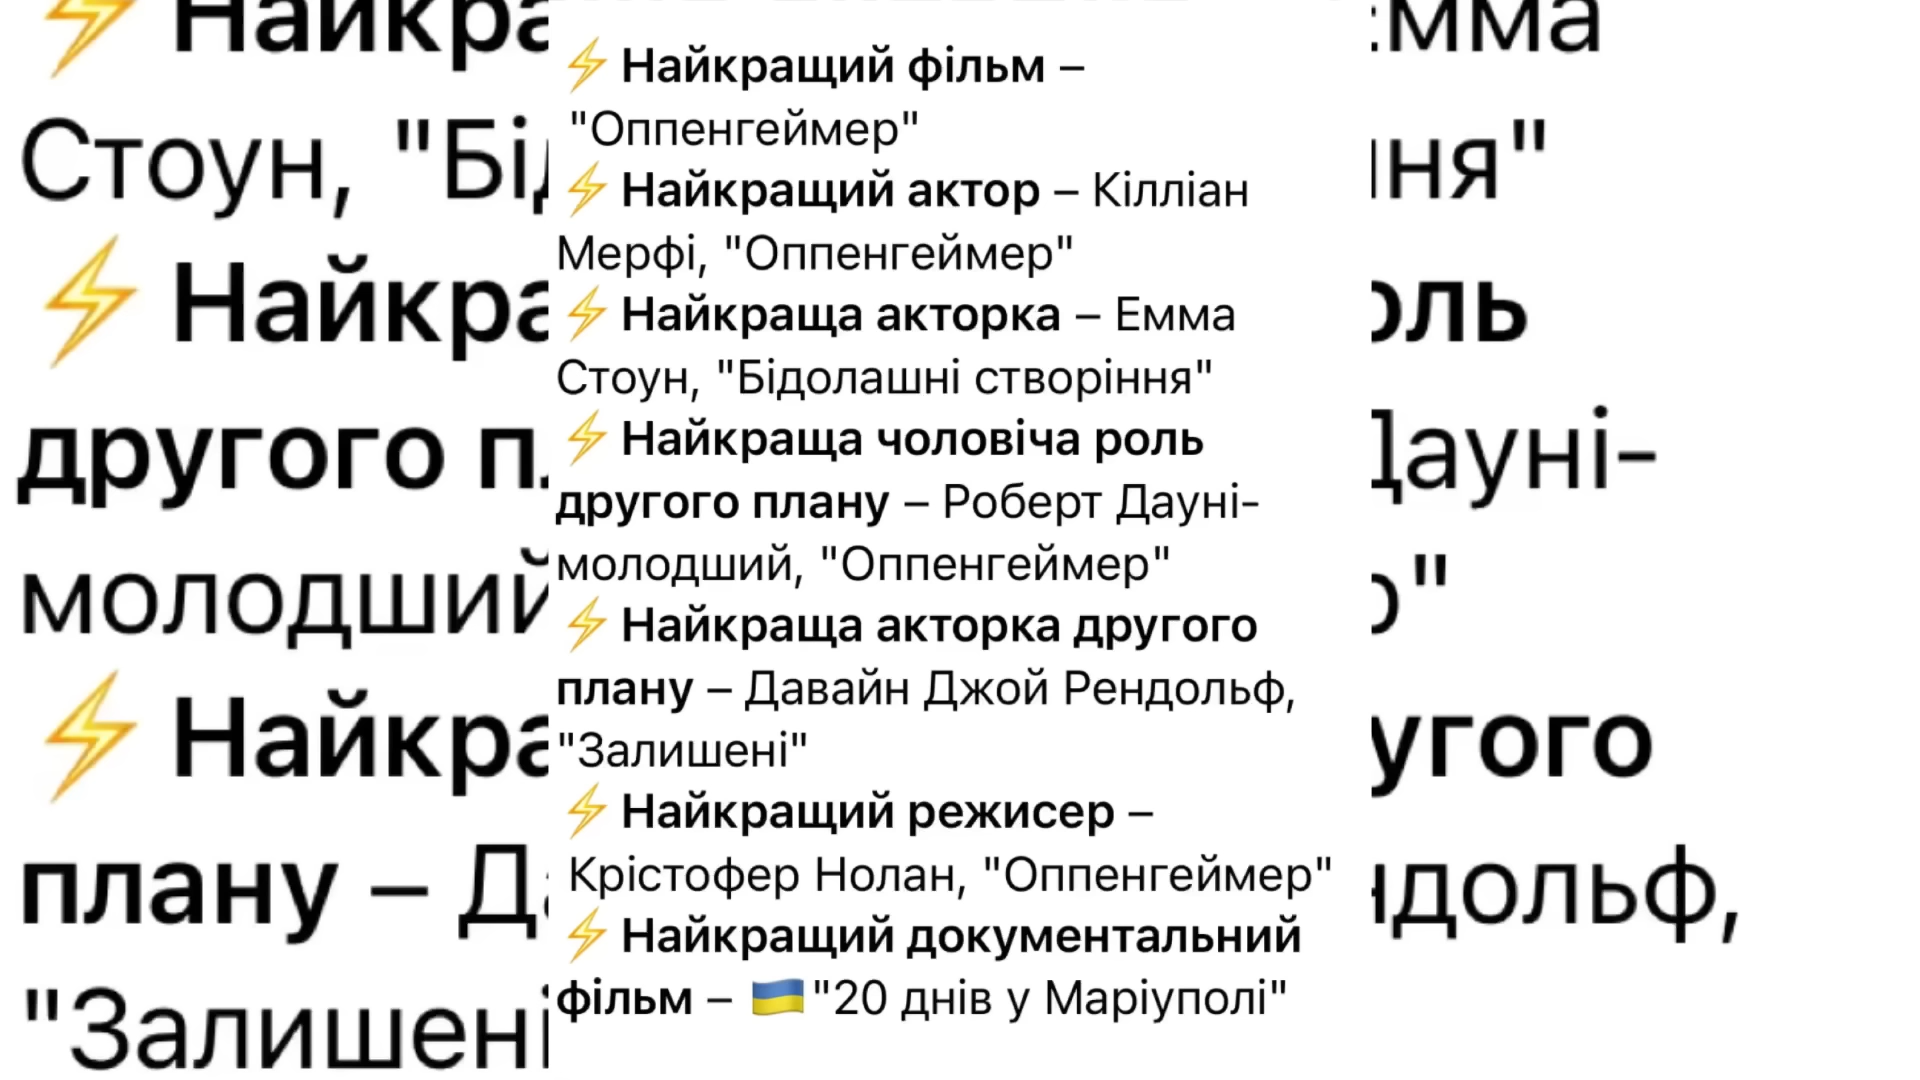 ⚡Найкращий фільм –
"Оппенгеймер"
⚡Найкращий актор – Кілліан
Мерфі, "Оппенгеймер"
⚡Найкраща акторка – Емма
Стоун, "Бідолашні створіння"
⚡Найкраща чоловіча роль
другого плану – Роберт Дауні-
молодший, "Оппенгеймер"
⚡Найкраща акторка другого
плану – Давайн Джой Рендольф,
"Залишені"
⚡Найкращий режисер –
Крістофер Нолан, "Оппенгеймер"
⚡Найкращий документальний
фільм – 🇺🇦"20 днів у Маріуполі"